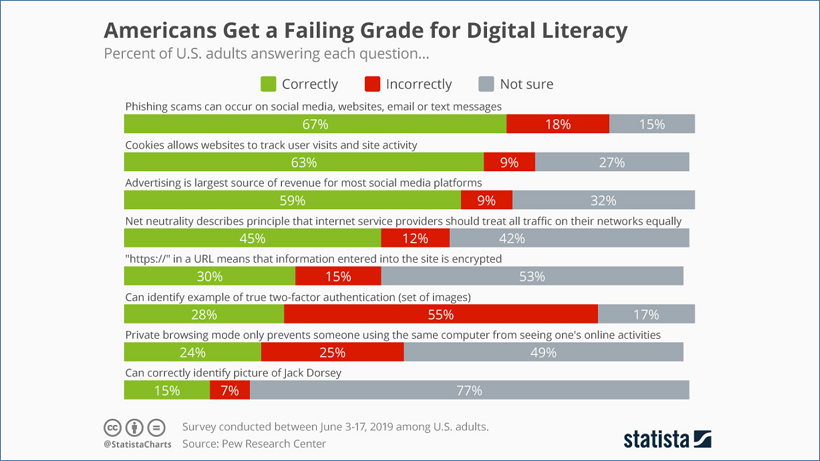 Americans Get a Failing Grade for Digital Literacy
Percent of U.S. adults answering each question...
Correctly Incorrectly Not sure
Phishing scams can occur on social media, websites, email or text messages
67% 18% 15%
Cookies allows websites to track user visits and site activity
63% 9% 27%
Advertising is largest source of revenue for most social media platforms
59% 9% 32%
Net neutrality describes principle that internet service providers should treat all traffic on their networks equally
45% 12% 42%
"https://" in a URL means that information entered into the site is encrypted
30% 15% 53%
Can identify example of true two-factor authentication (set of images)
28% 55% 17%
Private browsing mode only prevents someone using the same computer from seeing one's online activities
24% 25% 49%
Can correctly identify picture of Jack Dorsey
15% 7% 77%
cc
@StatistaCharts
Survey conducted between June 3-17, 2019 among U.S. adults.
Source: Pew Research Center
statista